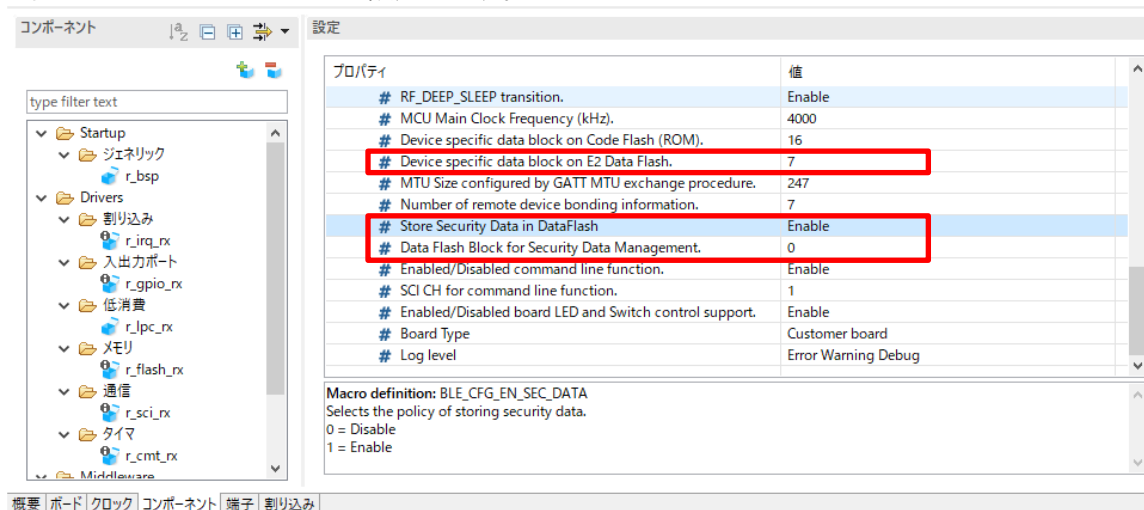 コンポーネント
設定
type filter text
Startup
ジェネリック
r_bsp
Drivers
割り込み
r_irq_rx
入出力ポート
r_gpio_rx
低消費
r_lpc_rx
メモリ
r_flash_rx
通信
r_sci_rx
タイマ
r_cmt_rx
Middleware
プロパティ 値
# RF_DEEP_SLEEP transition. Enable
# MCU Main Clock Frequency (kHz). 4000
# Device specific data block on Code Flash (ROM). 16
# Device specific data block on E2 Data Flash. 7
# MTU Size configured by GATT MTU exchange procedure. 247
# Number of remote device bonding information. 7
# Store Security Data in DataFlash Enable
# Data Flash Block for Security Data Management. 0
# Enabled/Disabled command line function. Enable
# SCI CH for command line function. 1
# Enabled/Disabled board LED and Switch control support. Enable
# Board Type Customer board
# Log level Error Warning Debug
Macro definition: BLE_CFG_EN_SEC_DATA
Selects the policy of storing security data.
0 = Disable
1 = Enable
概要 ボード クロック コンポーネント 端子 割り込み